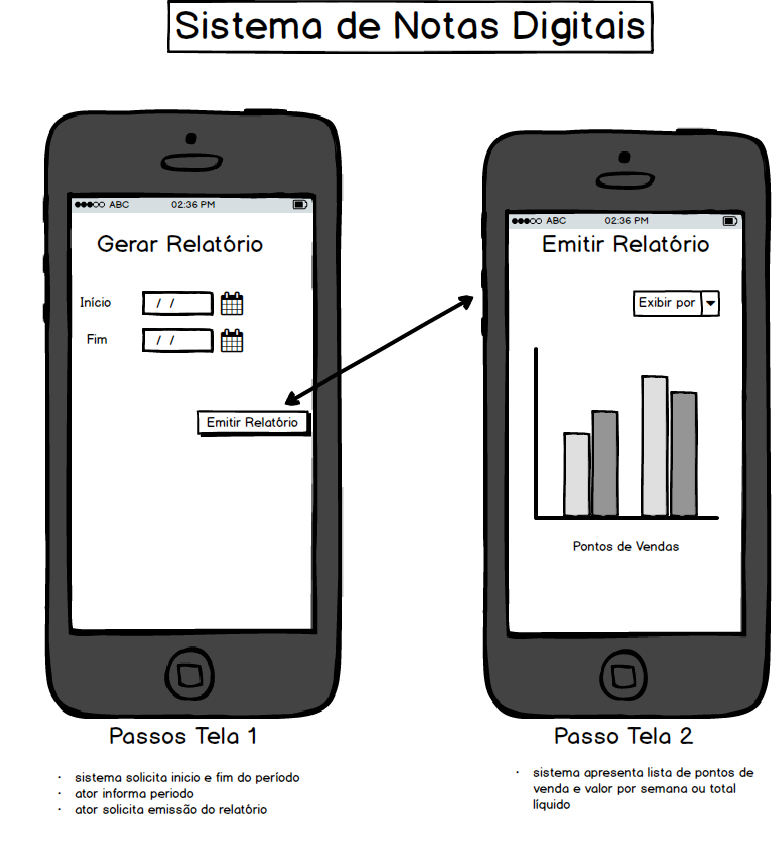 Sistema de Notas Digitais
ABC 02:36 PM
Gerar Relatório
Início / /
Fim / /
Emitir Relatório
Passos Tela 1
· sistema solicita inicio e fim do período
· ator informa periodo
· ator solicita emissão do relatório
ABC 02:36 PM
Emitir Relatório
Exibir por
Pontos de Vendas
Passo Tela 2
· sistema apresenta lista de pontos de
venda e valor por semana ou total
líquido